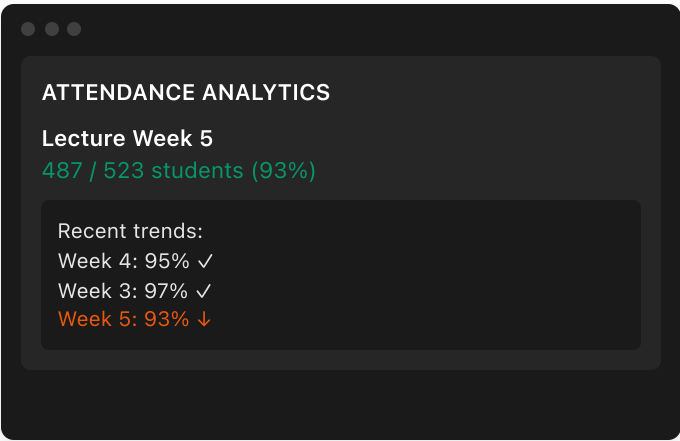 ATTENDANCE ANALYTICS
Lecture Week 5
487 / 523 students (93%)
Recent trends:
Week 4: 95% ✓
Week 3: 97% ✓
Week 5: 93% ↓